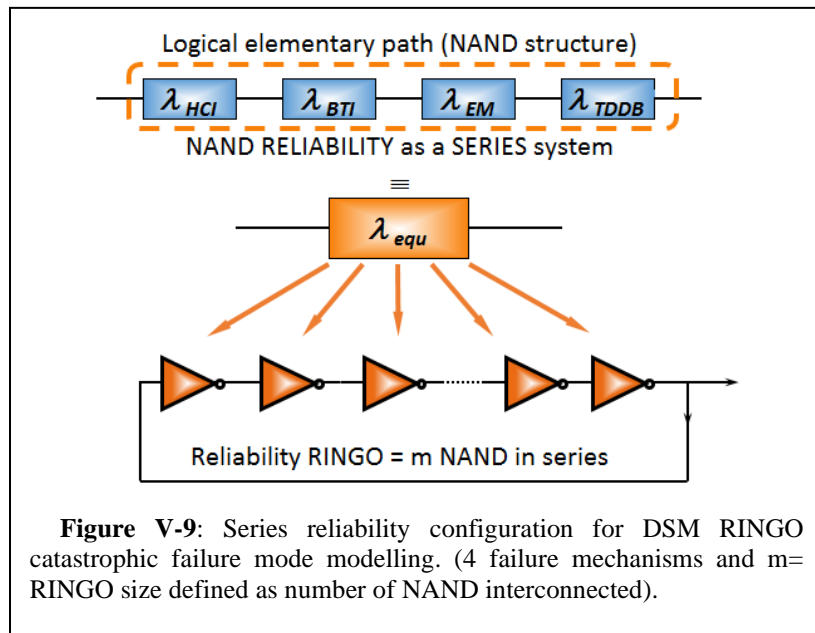 Logical elementary path (NAND structure)
λHCI λBTI λEM λTDDB
NAND RELIABILITY as a SERIES system
≡
λequ
Reliability RINGO = m NAND in series
Figure V-9: Series reliability configuration for DSM RINGO
catastrophic failure mode modelling. (4 failure mechanisms and m=
RINGO size defined as number of NAND interconnected).